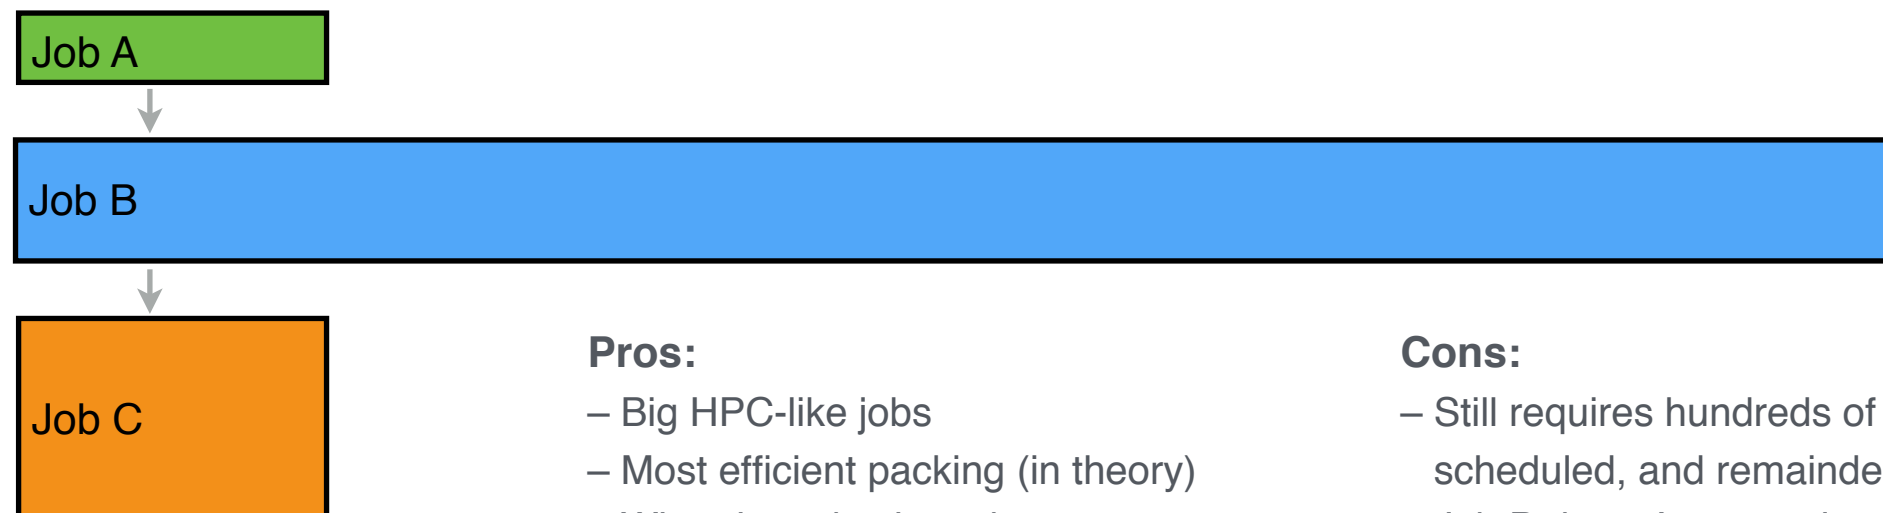 Job A
Job B
Job C
Pros:
– Big HPC-like jobs
– Most efficient packing (in theory)
Cons:
– Still requires hundreds of
scheduled, and